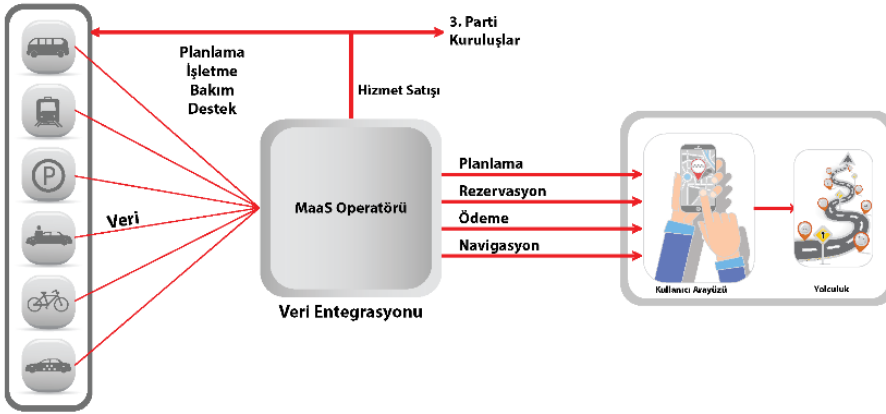 3. Parti
Kuruluşlar
Planlama
İşletme
Bakım
Destek
Hizmet Satışı
P
Veri
MaaS Operatörü
Veri Entegrasyonu
Planlama
Rezervasyon
Ödeme
Navigasyon
Kullanıcı Arayüzü
Yolculuk